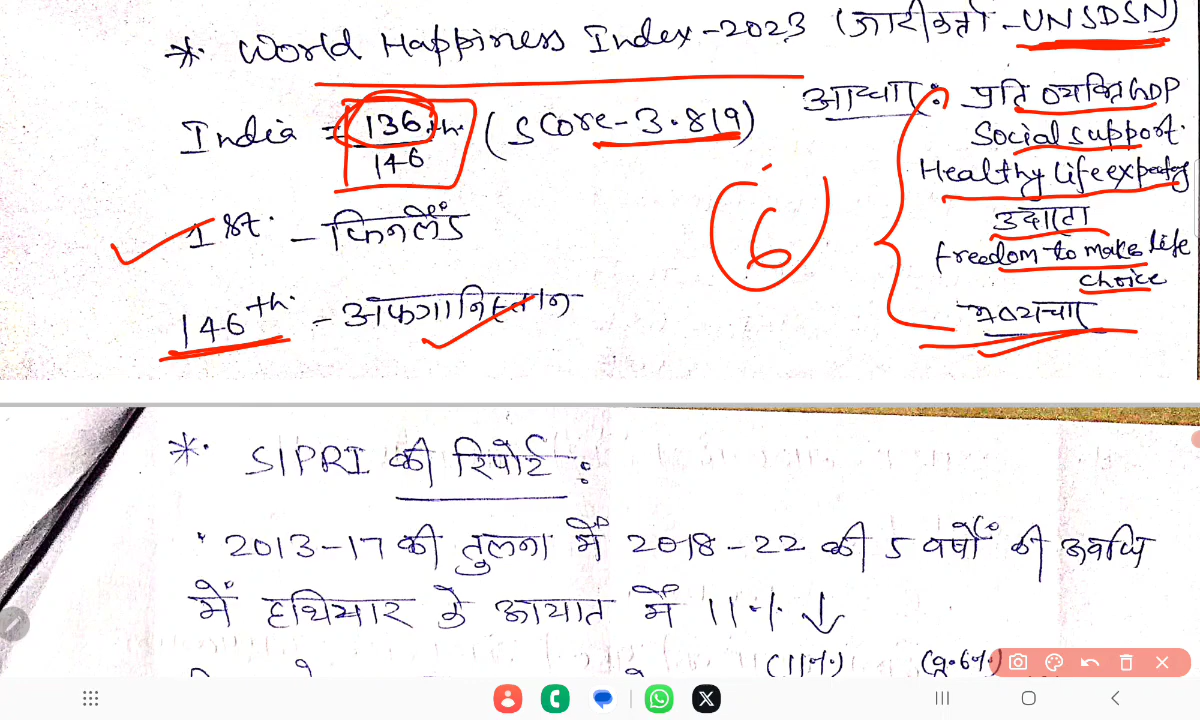 *. World Happiness Index-2023 (जारीकर्ता-UNSDSN)
India = 136th. (Score-3.819)
146
आधार: प्रति व्यक्ति GDP
Social support.
Healthy life expectancy
उदारता
freedom to make life
choice
भ्रष्टाचार
6
1st. - फिनलैंड
146th. - अफगानिस्तान
*. SIPRI की रिपोर्ट :
2013-17 की तुलना में 2018-22 की 5 वर्षों की अवधि
में हथियार के आयात में 11% ↓
(11%) (9.6%)